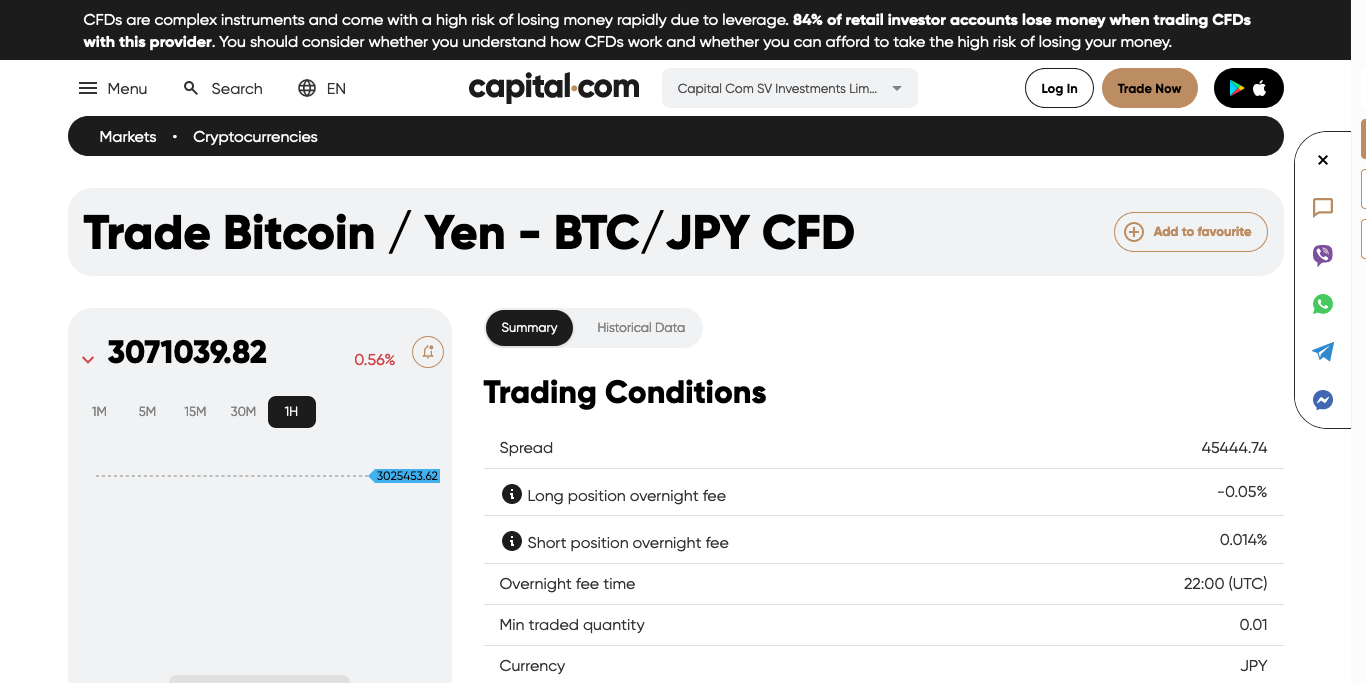 CFDs are complex instruments and come with a high risk of losing money rapidly due to leverage. 84% of retail investor accounts lose money when trading CFDs
with this provider. You should consider whether you understand how CFDs work and whether you can afford to take the high risk of losing your money.
Menu Search EN capital.com Capital Com SV Investments Lim... Log In Trade Now
Markets • Cryptocurrencies
Trade Bitcoin / Yen - BTC/JPY CFD
Add to favourite
3071039.82 0.56%
1M 5M 15M 30M 1H
3025453.62
Summary Historical Data
Trading Conditions
Spread 45444.74
Long position overnight fee -0.05%
Short position overnight fee 0.014%
Overnight fee time 22:00 (UTC)
Min traded quantity 0.01
Currency JPY